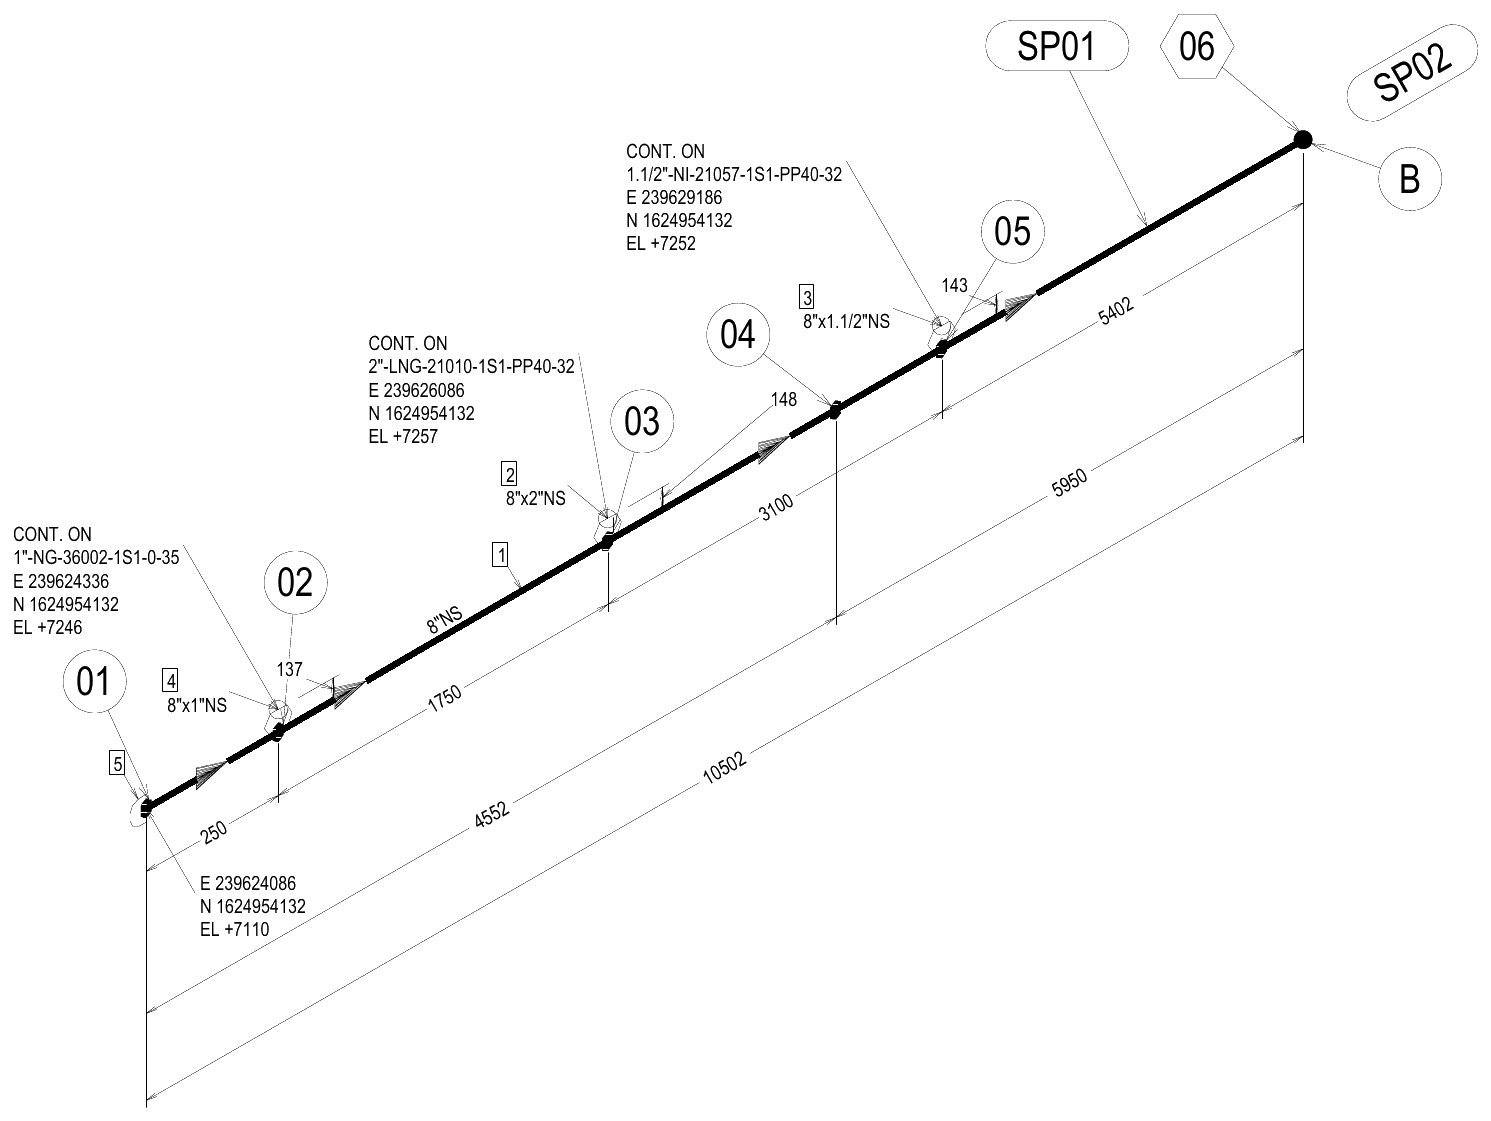 SP01
06
SP02
B
CONT. ON
1.1/2"-NI-21057-1S1-PP40-32
E 239629186
N 1624954132
EL +7252
05
143
3
8"x1.1/2"NS
5402
04
CONT. ON
2"-LNG-21010-1S1-PP40-32
E 239626086
N 1624954132
EL +7257
03
148
2
8"x2"NS
3100
5950
CONT. ON
1"-NG-36002-1S1-0-35
E 239624336
N 1624954132
EL +7246
02
1
8"NS
01
137
4
8"x1"NS
1750
5
10502
4552
250
E 239624086
N 1624954132
EL +7110